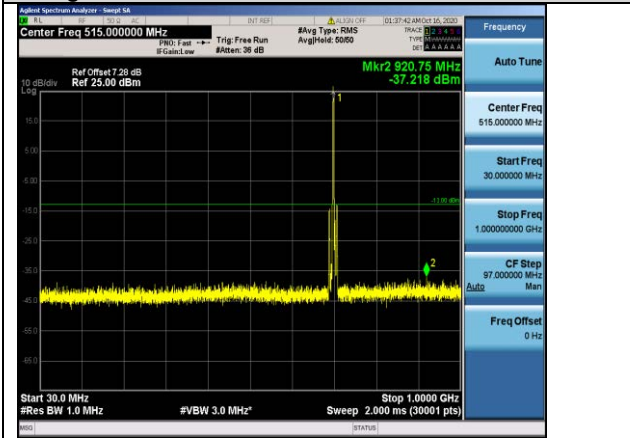 Agilent Spectrum Analyzer - Swept SA
RL RF 50 Ω AC INT REF ALIGN OFF 01:37:42 AM Oct 16, 2020
Center Freq 515.000000 MHz
PNO: Fast
IFGain:Low
Trig: Free Run
#Atten: 36 dB
#Avg Type: RMS
Avg|Hold: 50/50
TRACE 1 2 3 4 5 6
TYPE
DET A A A A A A
Frequency
Mkr2 920.75 MHz
-37.218 dBm
Ref Offset 7.28 dB
Ref 25.00 dBm
10 dB/div
Log
1
15.0
5.00
-5.00
-13.00 dBm
-15.0
-25.0
2
-35.0
-45.0
-55.0
-65.0
Start 30.0 MHz
Stop 1.0000 GHz
#Res BW 1.0 MHz
#VBW 3.0 MHz*
Sweep 2.000 ms (30001 pts)
MSG
STATUS
Auto Tune
Center Freq
515.000000 MHz
Start Freq
30.000000 MHz
Stop Freq
1.000000000 GHz
CF Step
97.000000 MHz
Auto Man
Freq Offset
0 Hz